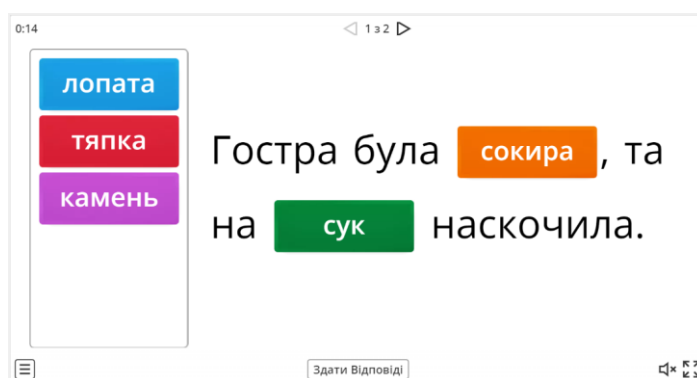 0:14
1 з 2
лопата
тяпка
камень
Гостра була сокира, та
на сук наскочила.
Здати Відповіді